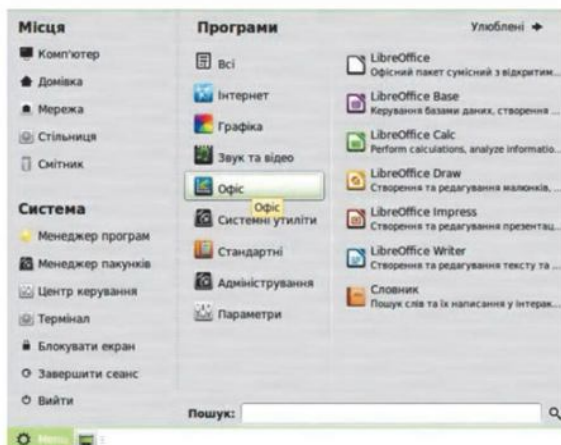 Місця
Комп'ютер
Домівка
Мережа
Стільниця
Смітник
Система
Менеджер програм
Менеджер пакунків
Центр керування
Термінал
Блокувати екран
Завершити сеанс
Вийти
Програми
Всі
Інтернет
Графіка
Звук та відео
Офіс
Офіс
Системні утиліти
Стандартні
Адміністрування
Параметри
Улюблені
LibreOffice
Офісний пакет сумісний з відкритим...
LibreOffice Base
Керування базами даних, створення ...
LibreOffice Calc
Perform calculations, analyze informatio...
LibreOffice Draw
Створення та редагування малюнків, ...
LibreOffice Impress
Створення та редагування презентац...
LibreOffice Writer
Створення та редагування тексту та ...
Словник
Пошук слів та їх написання у інтерак...
Пошук:
Menu